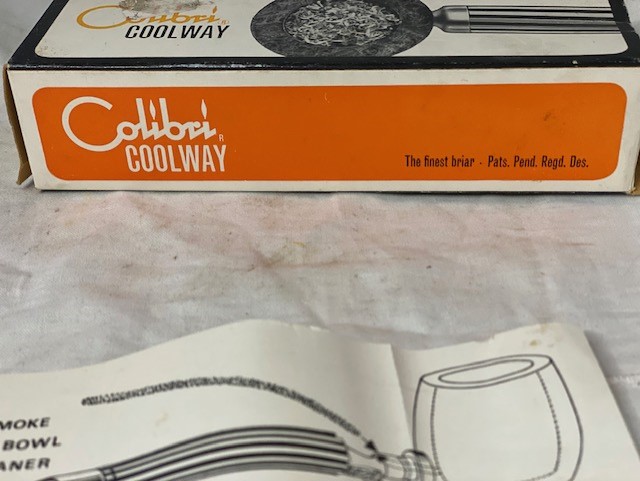 Colibri
COOLWAY
Colibri R
COOLWAY
The finest briar · Pats. Pend. Regd. Des.
MOKE
BOWL
ANER